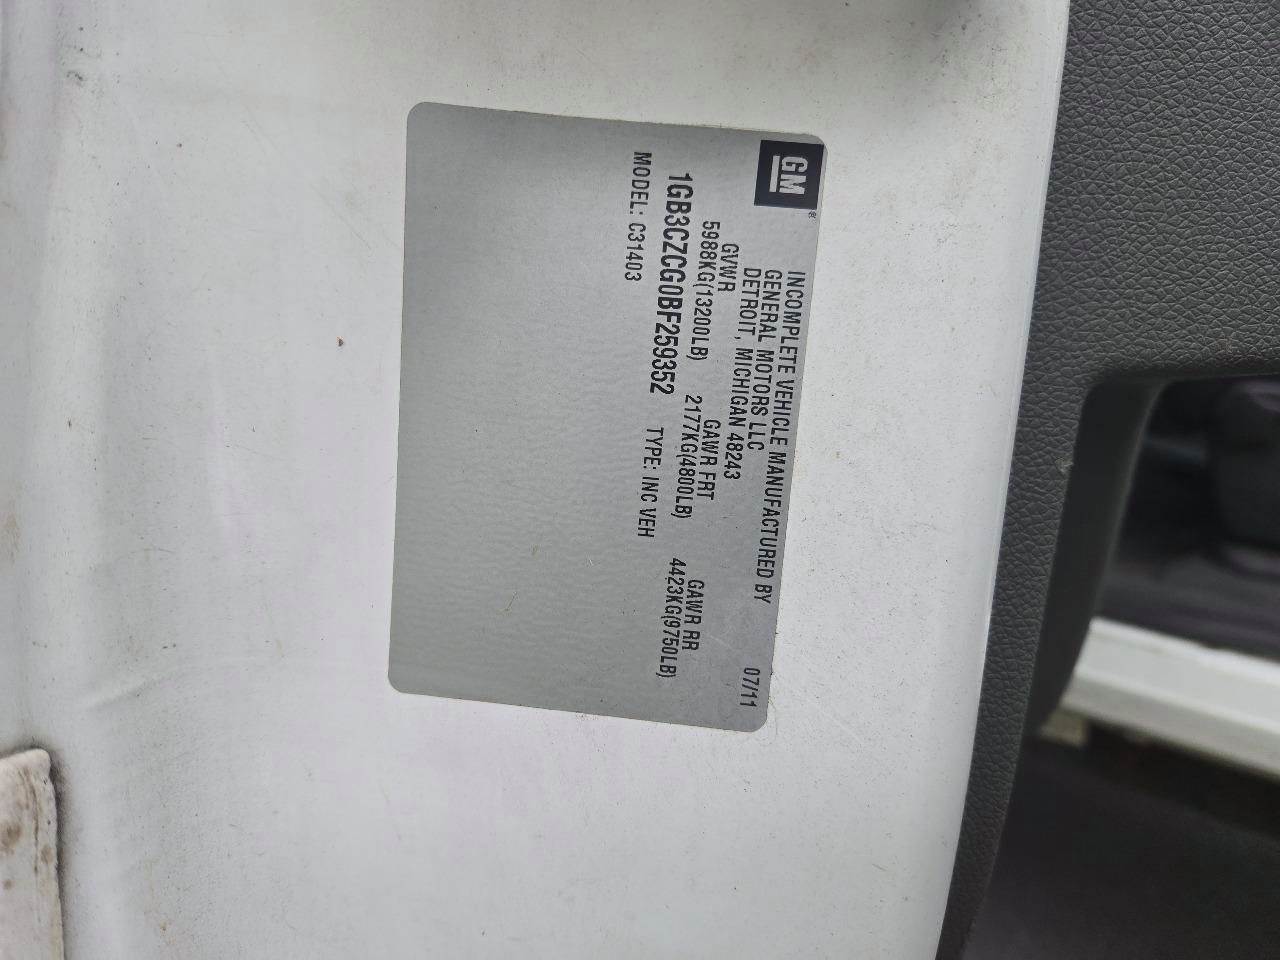 GM
INCOMPLETE VEHICLE MANUFACTURED BY
GENERAL MOTORS LLC
DETROIT, MICHIGAN 48243
07/11
GVWR GAWR FRT GAWR RR
5988KG(13200LB) 2177KG(4800LB) 4423KG(9750LB)
1GB3CZCG0BF259352 TYPE: INC VEH
MODEL: C31403